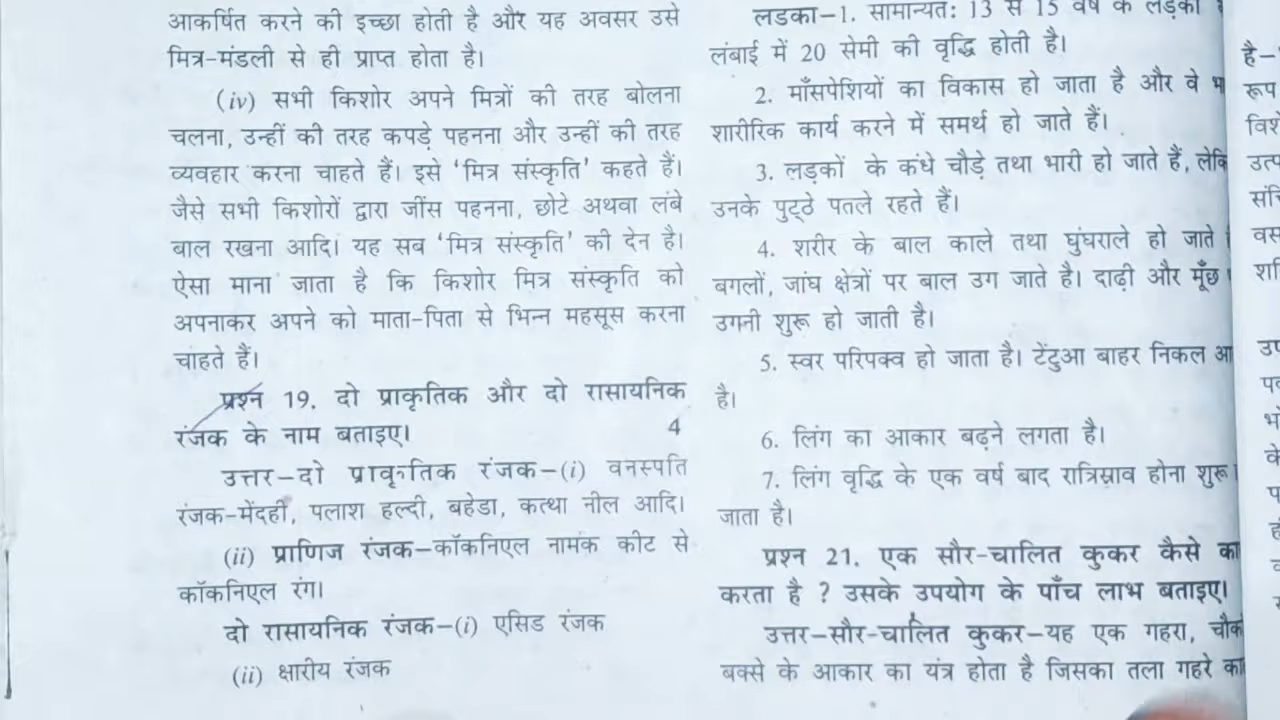 आकर्षित करने की इच्छा होती है और यह अवसर उसे
मित्र-मंडली से ही प्राप्त होता है।
(iv) सभी किशोर अपने मित्रों की तरह बोलना
चलना, उन्हीं की तरह कपड़े पहनना और उन्हीं की तरह
व्यवहार करना चाहते हैं। इसे 'मित्र संस्कृति' कहते हैं।
जैसे सभी किशोरों द्वारा जींस पहनना, छोटे अथवा लंबे
बाल रखना आदि। यह सब 'मित्र संस्कृति' की देन है।
ऐसा माना जाता है कि किशोर मित्र संस्कृति को
अपनाकर अपने को माता-पिता से भिन्न महसूस करना
चाहते हैं।
प्रश्न 19. दो प्राकृतिक और दो रासायनिक
रंजक के नाम बताइए। 4
उत्तर-दो प्रावृतिक रंजक-(i) वनस्पति
रंजक-मेंदहीं, पलाश हल्दी, बहेडा, कत्था नील आदि।
(ii) प्राणिज रंजक-कॉकनिएल नामक कीट से
कॉकनिएल रंग।
दो रासायनिक रंजक-(i) एसिड रंजक
(ii) क्षारीय रंजक
लडका-1. सामान्यत: 13 से 15 वर्ष के लड़कों
लंबाई में 20 सेमी की वृद्धि होती है।
2. माँसपेशियों का विकास हो जाता है और वे
शारीरिक कार्य करने में समर्थ हो जाते हैं।
3. लड़कों के कंधे चौड़े तथा भारी हो जाते हैं,
उनके पुट्ठे पतले रहते हैं।
4. शरीर के बाल काले तथा घुंघराले हो जाते
बगलों, जांघ क्षेत्रों पर बाल उग जाते है। दाढ़ी और मूँछ
उगनी शुरू हो जाती है।
5. स्वर परिपक्व हो जाता है। टेंटुआ बाहर निकल आ
है।
6. लिंग का आकार बढ़ने लगता है।
7. लिंग वृद्धि के एक वर्ष बाद रात्रिस्राव होना शुरू
जाता है।
प्रश्न 21. एक सौर-चालित कुकर कैसे का
करता है ? उसके उपयोग के पाँच लाभ बताइए।
उत्तर-सौर-चालित कुकर-यह एक गहरा,
बक्से के आकार का यंत्र होता है जिसका तला गहरे का
है-
रूप